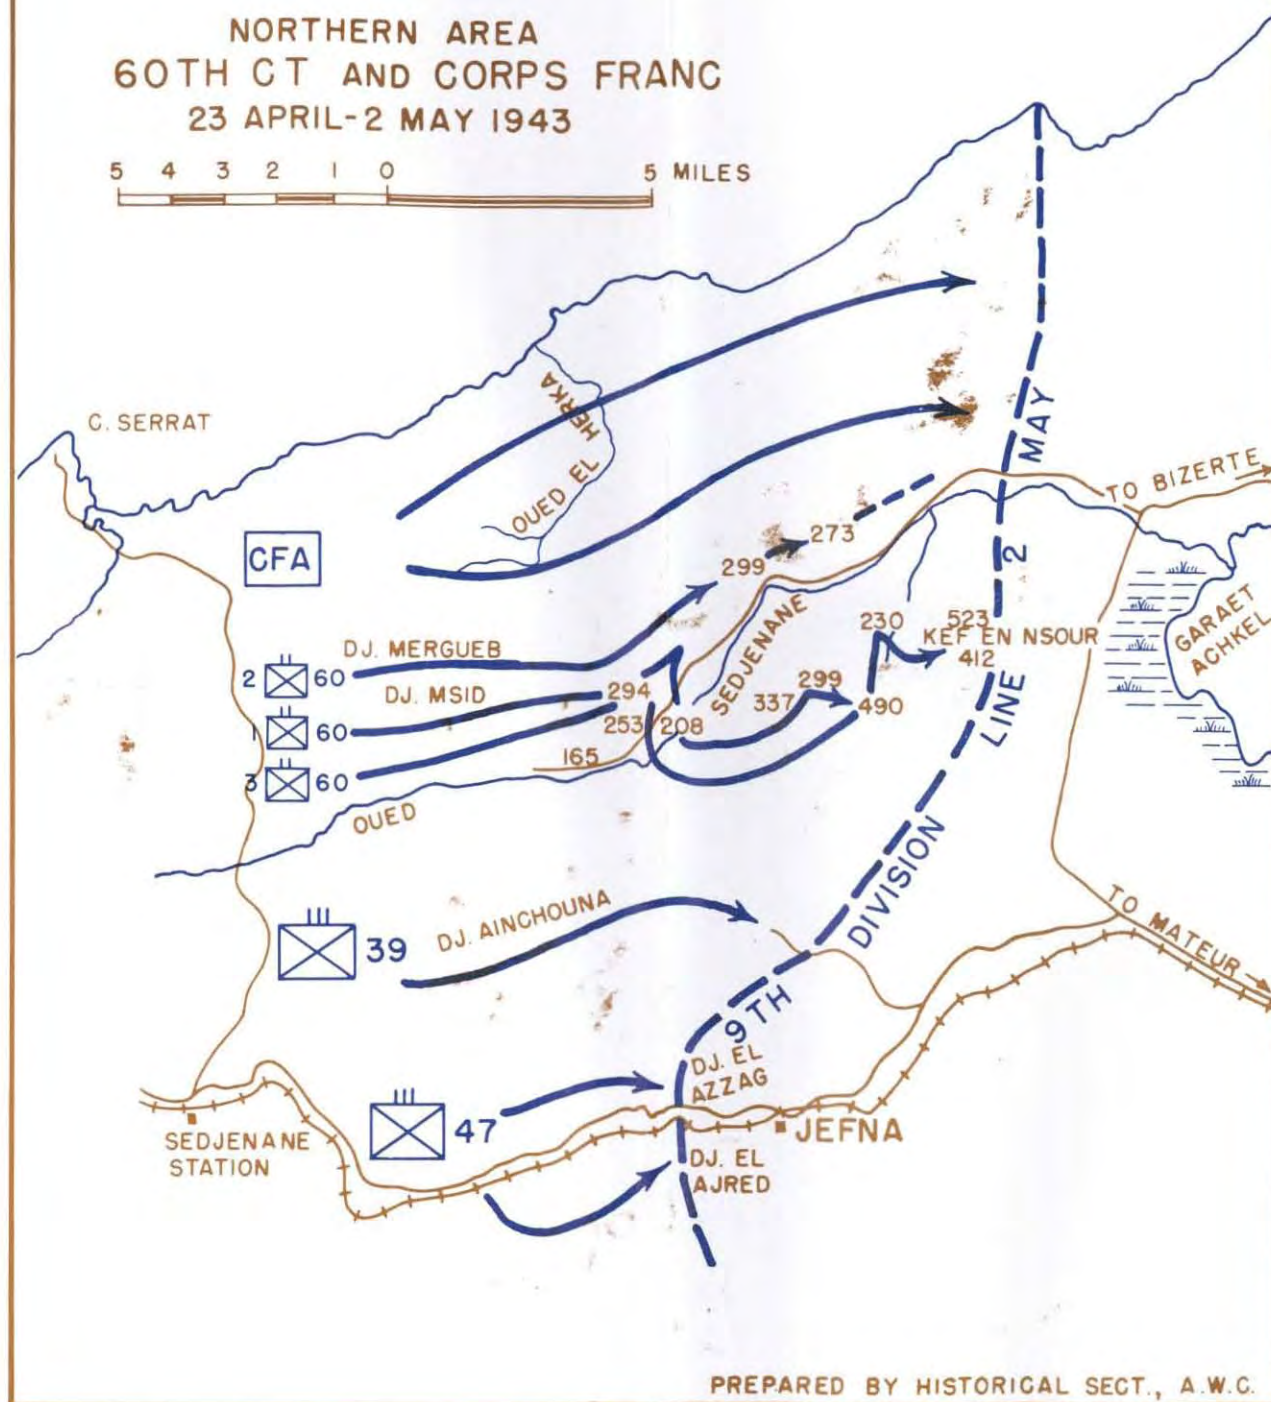 NORTHERN AREA
60TH CT AND CORPS FRANC
23 APRIL-2 MAY 1943
5 4 3 2 1 0 5 MILES
C. SERRAT
OUED EL HERKA
CFA
TO BIZERTE
9TH DIVISION LINE 2 MAY
273
299
DJ. MERGUEB
2 60
DJ. MSID
1 60
3 60
294
253
208
165
OUED SEDJENANE
230
523
KEF EN NSOUR
412
299
337
490
GARAET
ACHKEL
DJ. AINCHOUNA
39
TO MATEUR
DJ. EL
AZZAG
47
JEFNA
SEDJENANE
STATION
DJ. EL
AJRED
PREPARED BY HISTORICAL SECT., A.W.C.